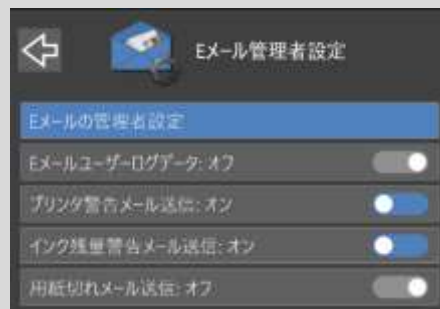 Eメール管理者設定
Eメールの管理者設定
Eメールユーザーログデータ: オフ
プリンタ警告メール送信: オン
インク残量警告メール送信: オン
用紙切れメール送信: オフ